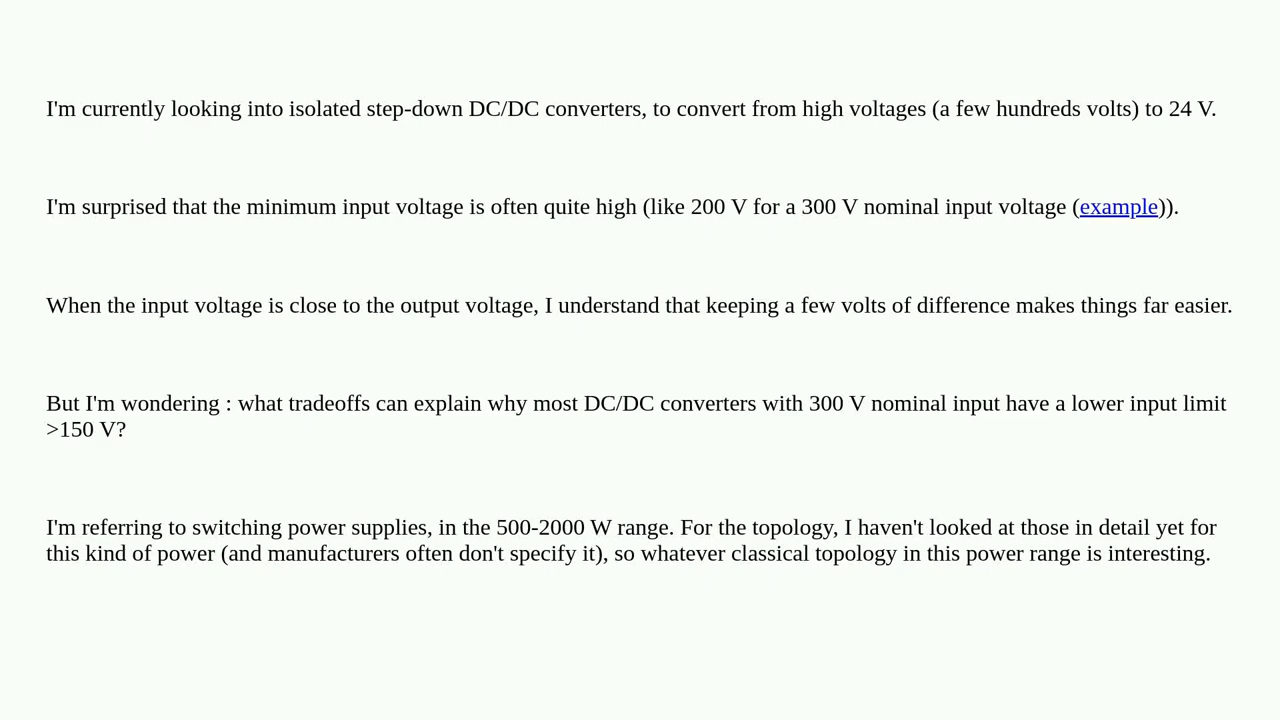 I'm currently looking into isolated step-down DC/DC converters, to convert from high voltages (a few hundreds volts) to 24 V.
I'm surprised that the minimum input voltage is often quite high (like 200 V for a 300 V nominal input voltage (example)).
When the input voltage is close to the output voltage, I understand that keeping a few volts of difference makes things far easier.
But I'm wondering : what tradeoffs can explain why most DC/DC converters with 300 V nominal input have a lower input limit
>150 V?
I'm referring to switching power supplies, in the 500-2000 W range. For the topology, I haven't looked at those in detail yet for
this kind of power (and manufacturers often don't specify it), so whatever classical topology in this power range is interesting.